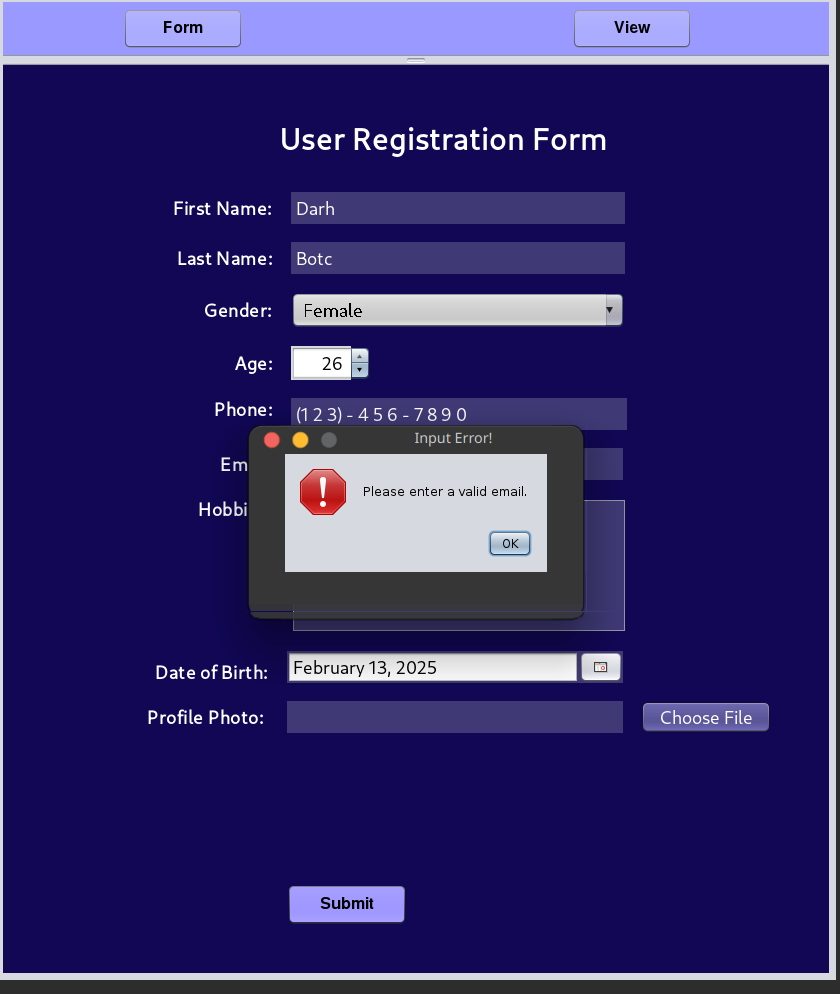 Form
View
User Registration Form
First Name:
Darh
Last Name:
Botc
Gender:
Female
Age:
26
Phone:
(1 2 3) - 4 5 6 - 7 8 9 0
Input Error!
Em
Please enter a valid email.
Hobbi
OK
Date of Birth:
February 13, 2025
Profile Photo:
Choose File
Submit